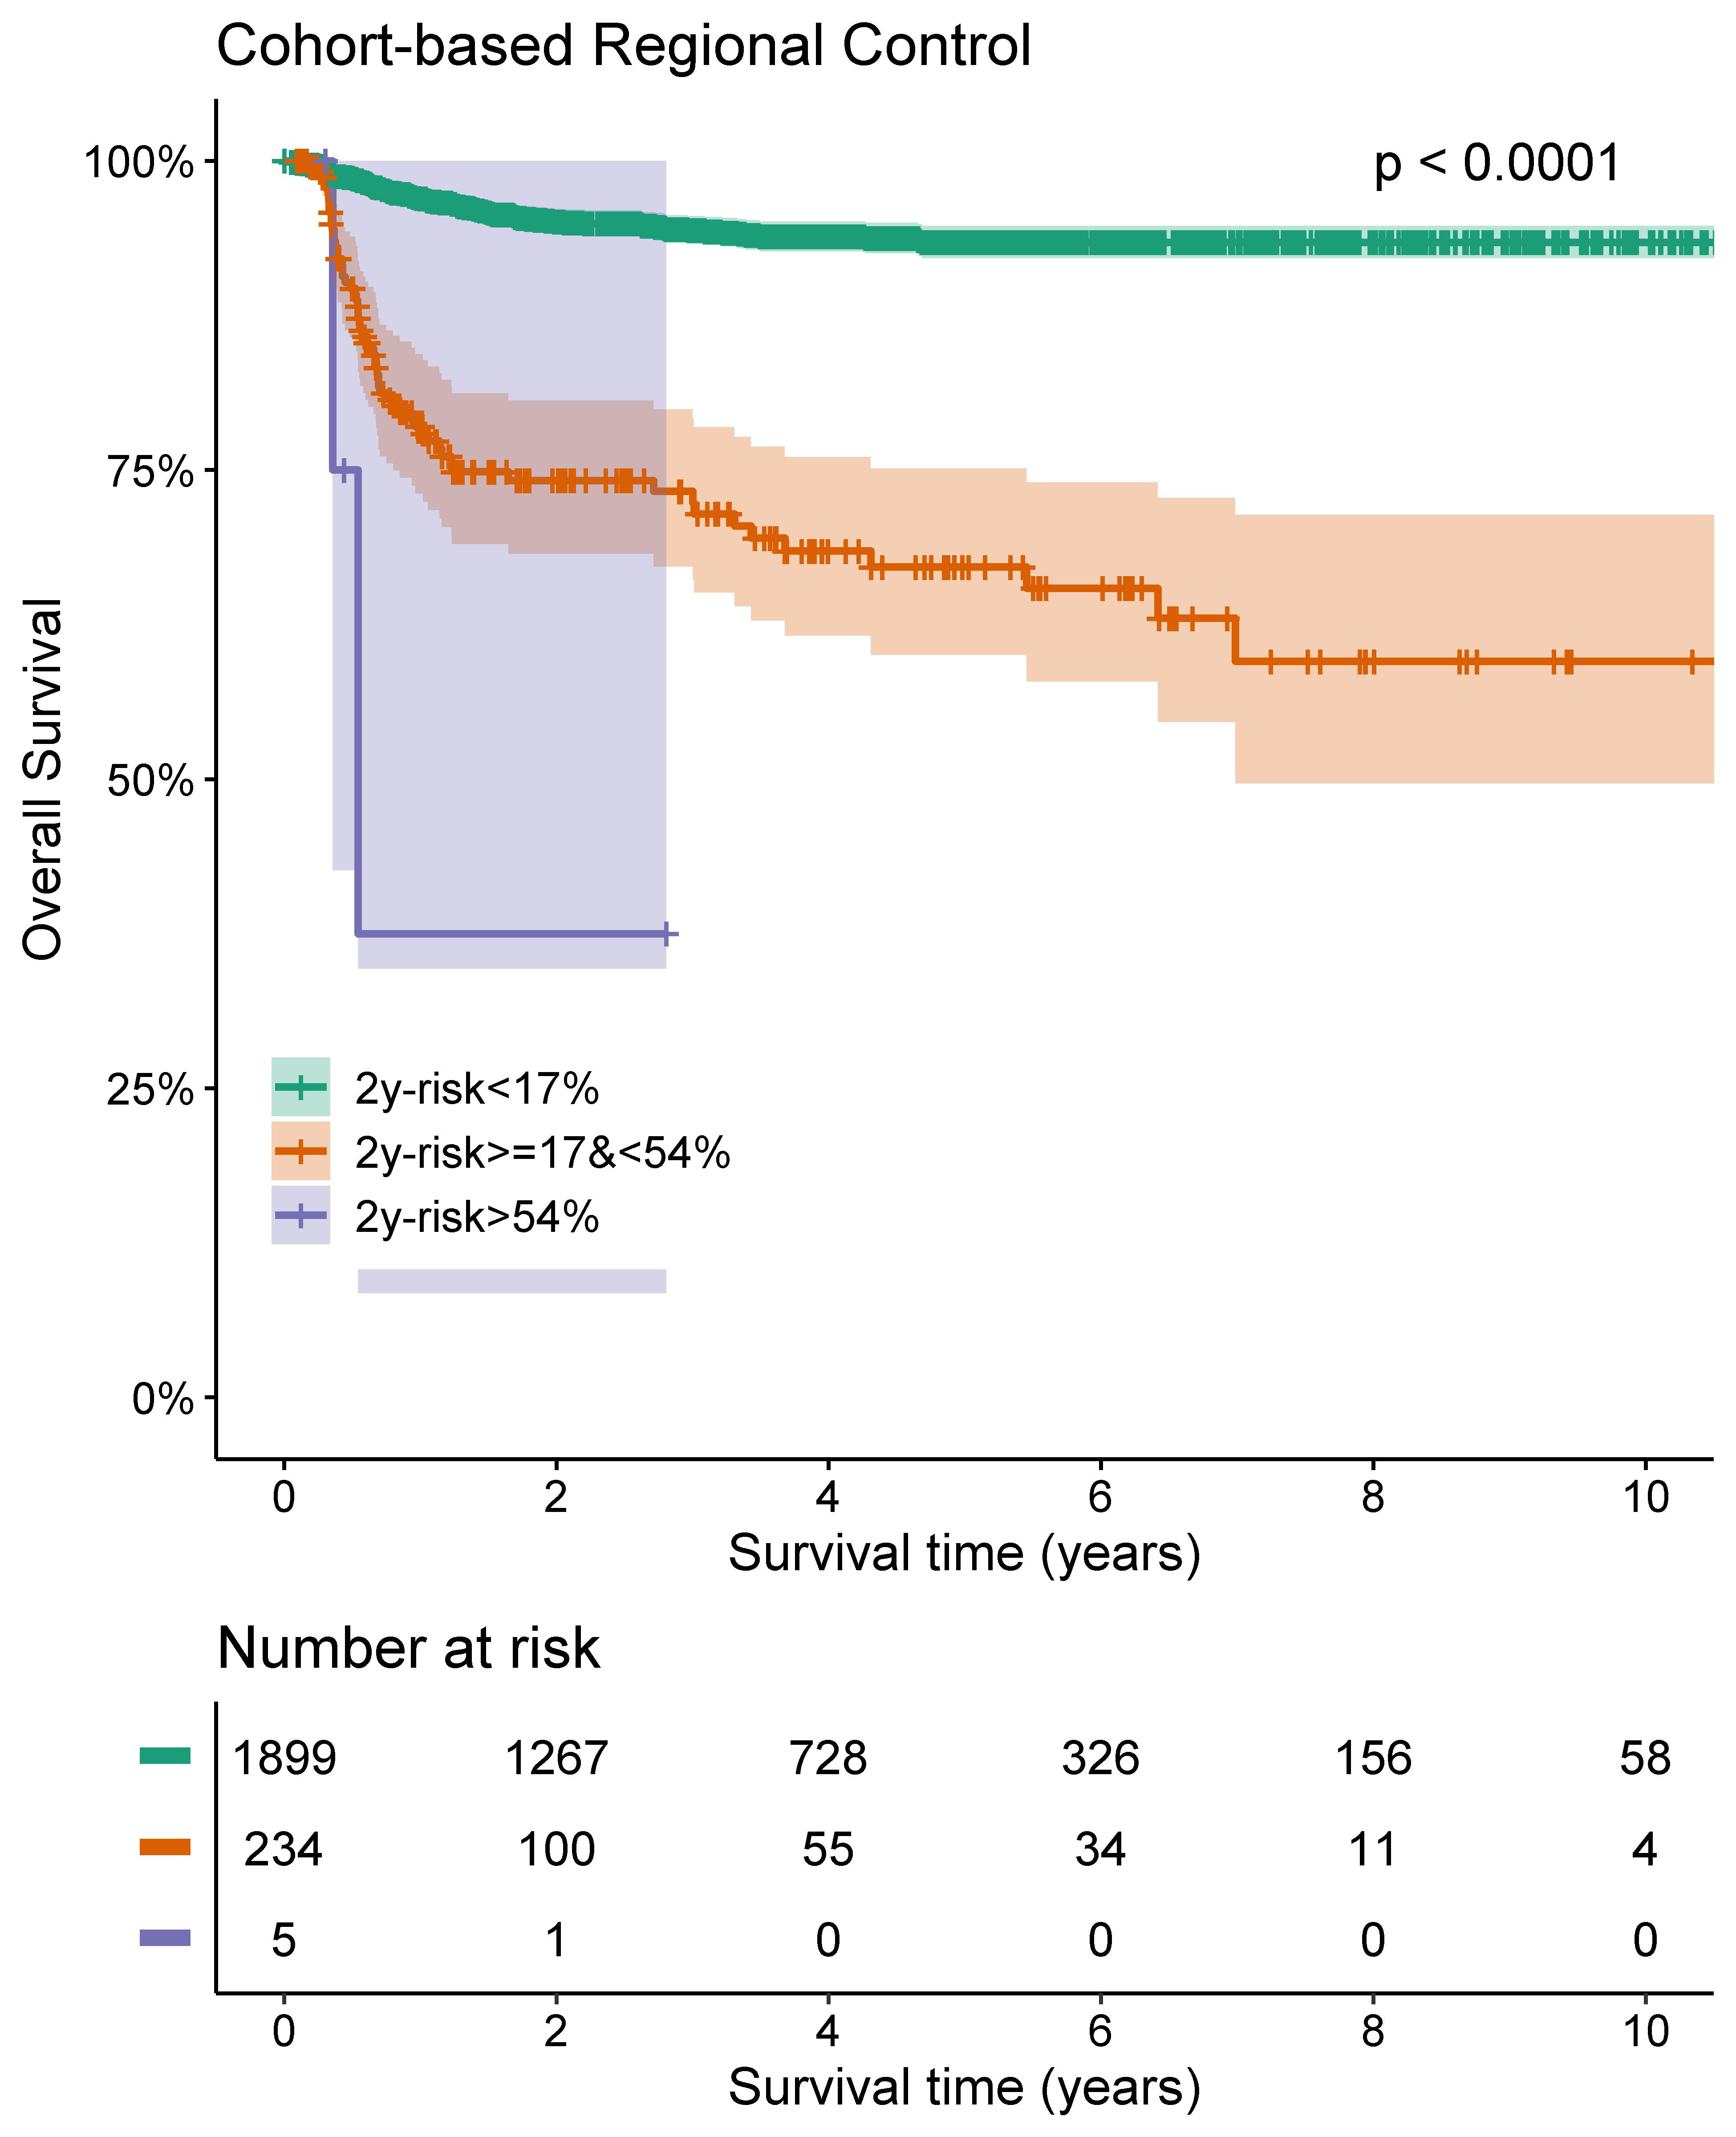 Cohort-based Regional Control
p < 0.0001
100%
75%
50%
25%
0%
Overall Survival
2y-risk<17%
2y-risk>=17&<54%
2y-risk>54%
0 2 4 6 8 10
Survival time (years)
Number at risk
1899 1267 728 326 156 58
234 100 55 34 11 4
5 1 0 0 0 0
0 2 4 6 8 10
Survival time (years)